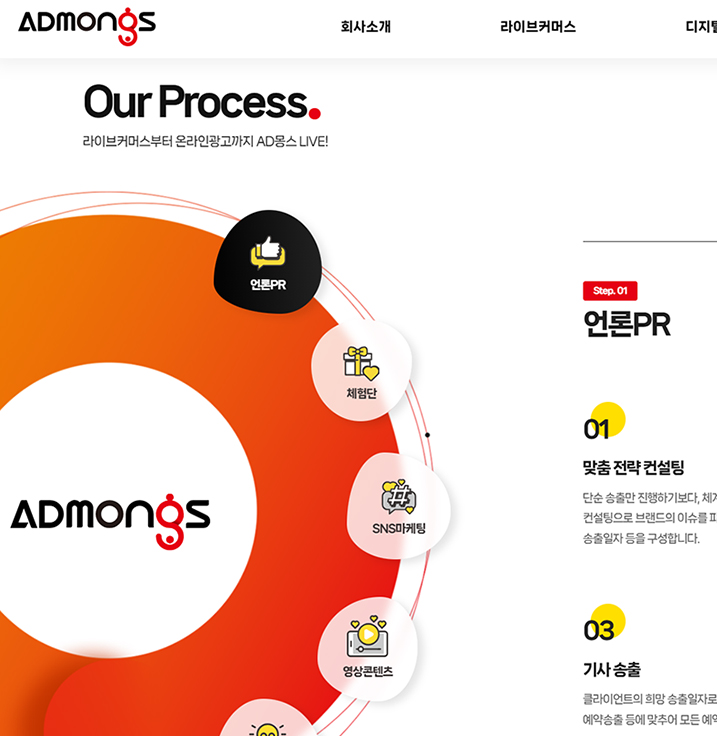 ADMONGS
회사소개
라이브커머스
디지털
Our Process.
라이브커머스부터 온라인광고까지 AD몽스 LIVE!
언론PR
체험단
SNS마케팅
영상콘텐츠
ADMONGS
Step. 01
언론PR
01
맞춤 전략 컨설팅
단순 송출만 진행하기보다, 체계
컨설팅으로 브랜드의 이슈를
송출일자 등을 구성합니다.
03
기사 송출
클라이언트의 희망 송출일자로
예약송출 등에 맞추어 모든